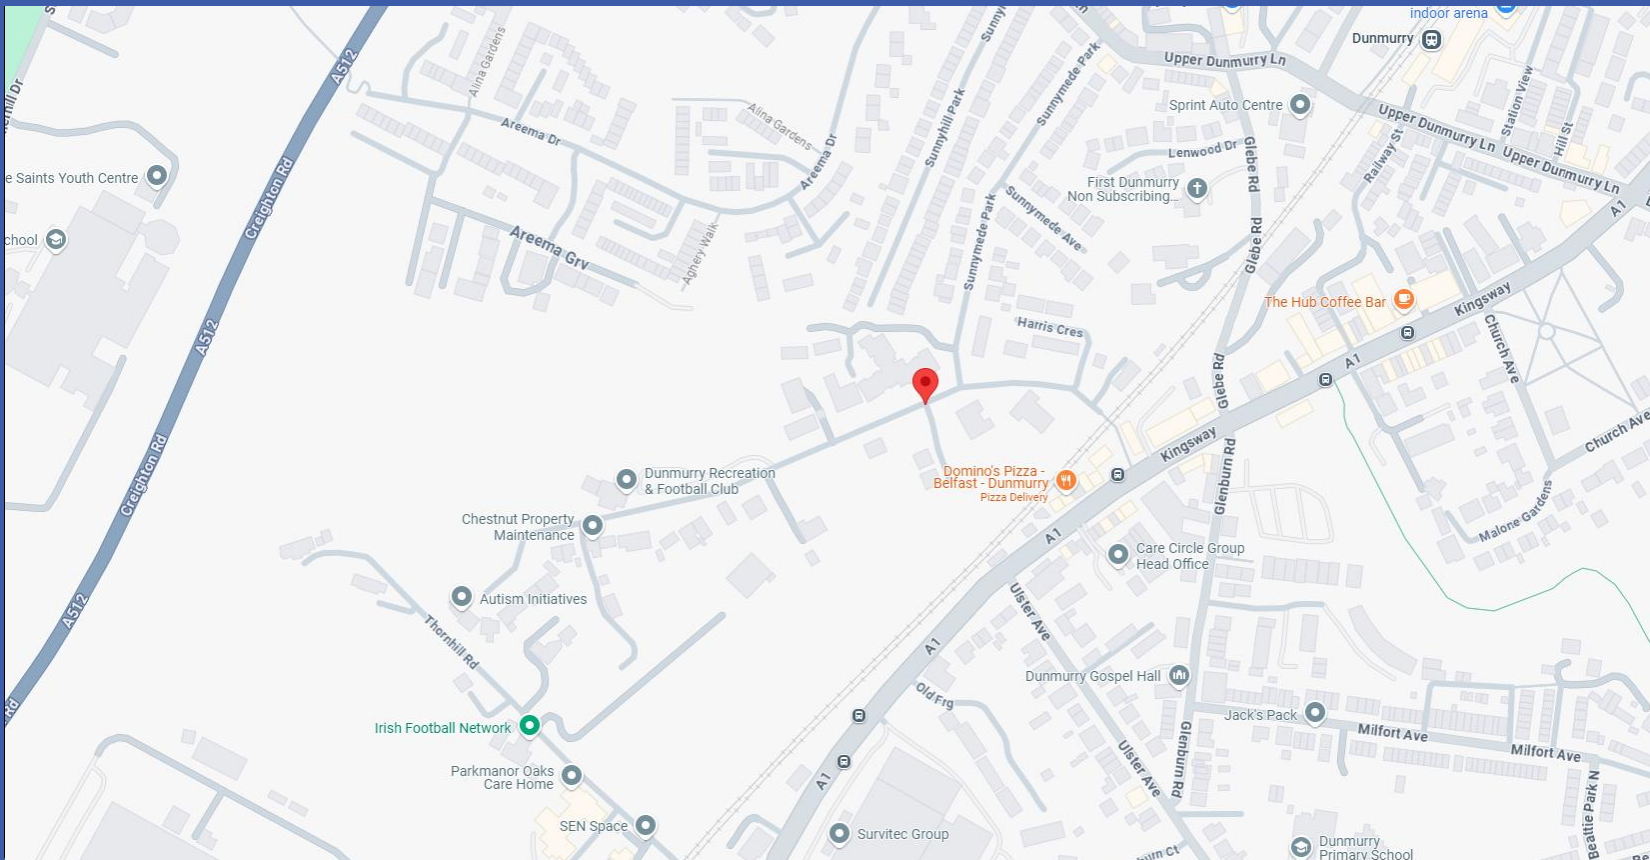 indoor arena
Dunmurry
Upper Dunmurry Ln
Sprint Auto Centre
Upper Dunmurry Ln
Upper Dunmurry Ln
Station View
Hill St
Railway St
A1
Alina Gardens
A512
Areema Dr
Alina Gardens
Areema Dr
Sunnyhill Park
Sunnymede Park
Lenwood Dr
Glebe Rd
First Dunmurry
Non Subscribing...
Sunnymede Ave
Sunnymede Park
Glebe Rd
e Saints Youth Centre
Creighton Rd
chool
Areema Grv
Aghery Walk
The Hub Coffee Bar
Kingsway
Church Ave
Harris Cres
A512
A1
Glebe Rd
Church Ave
Kingsway
Creighton Rd
Glenburn Rd
Dunmurry Recreation
& Football Club
Domino's Pizza -
Belfast - Dunmurry
Pizza Delivery
Malone Gardens
Chestnut Property
Maintenance
A1
Care Circle Group
Head Office
A512
Autism Initiatives
Thornhill Rd
Ulster Ave
A1
Dunmurry Gospel Hall
Old Frg
Irish Football Network
Jack's Pack
Milfort Ave
Milfort Ave
Glenburn Rd
Ulster Ave
Parkmanor Oaks
Care Home
A1
SEN Space
Survitec Group
Beattie Park N
Dunmurry
Primary School
Rd